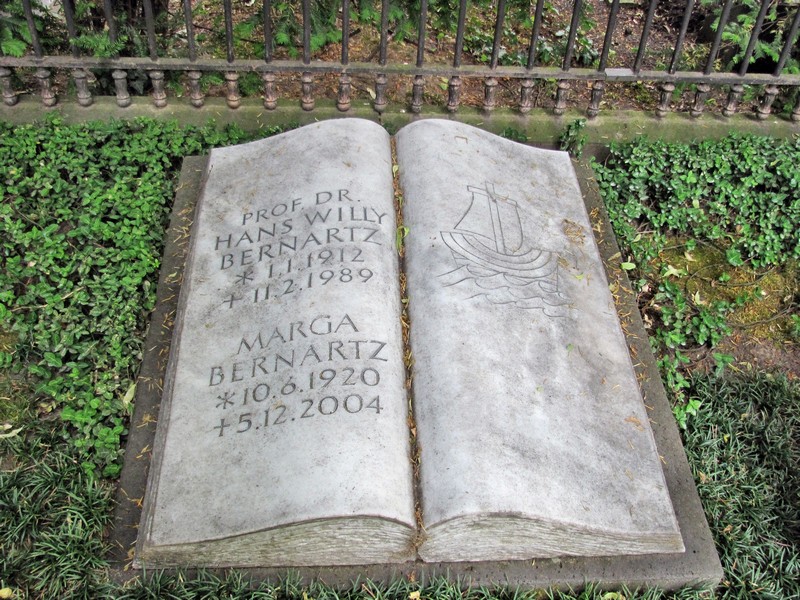 PROF. DR.
HANS WILLY
BERNARTZ
* 1.1.1912
+ 11.2.1989
MARGA
BERNARTZ
* 10.6.1920
+ 5.12.2004